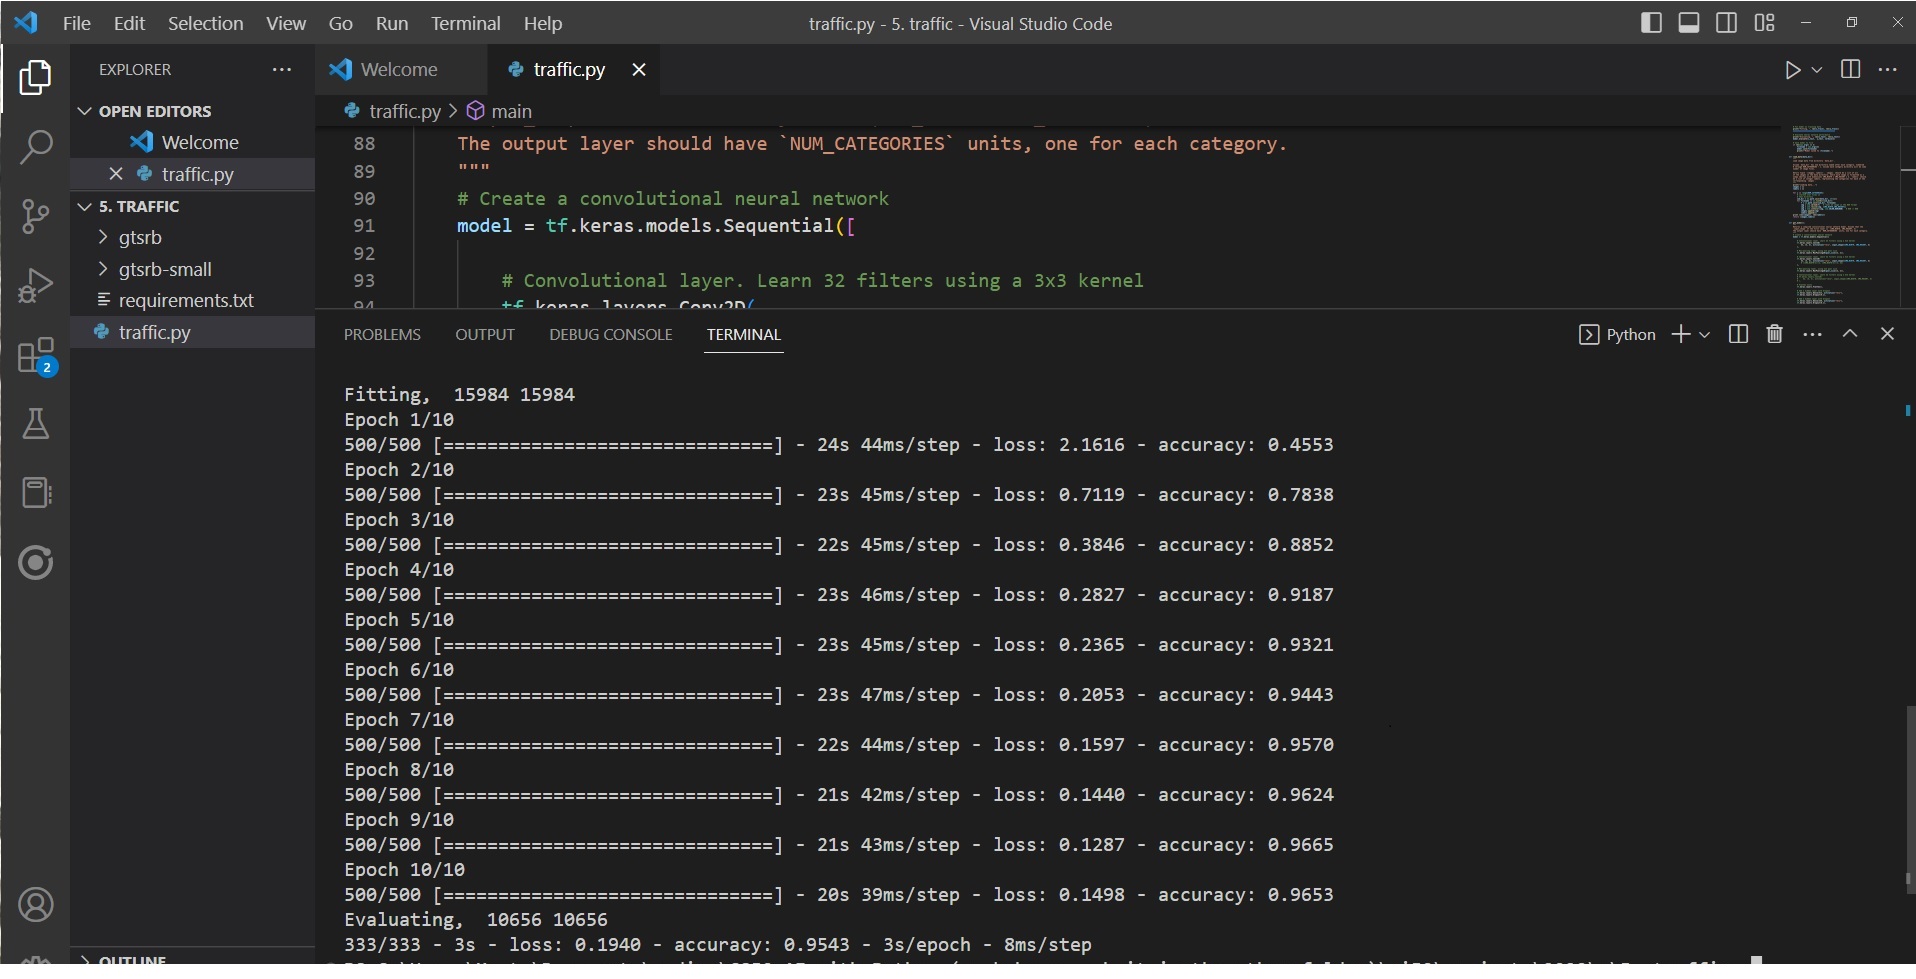 File Edit Selection View Go Run Terminal Help
traffic.py - 5. traffic - Visual Studio Code
EXPLORER
OPEN EDITORS
Welcome
traffic.py
5. TRAFFIC
gtsrb
gtsrb-small
requirements.txt
traffic.py
2
OUTLINE
Welcome traffic.py
traffic.py > main
88 The output layer should have `NUM_CATEGORIES` units, one for each category.
89 """
90 # Create a convolutional neural network
91 model = tf.keras.models.Sequential([
92
93 # Convolutional layer. Learn 32 filters using a 3x3 kernel
94 tf.keras.layers.Conv2D(
PROBLEMS OUTPUT DEBUG CONSOLE TERMINAL
Python
Fitting,  15984 15984
Epoch 1/10
500/500 [==============================] - 24s 44ms/step - loss: 2.1616 - accuracy: 0.4553
Epoch 2/10
500/500 [==============================] - 23s 45ms/step - loss: 0.7119 - accuracy: 0.7838
Epoch 3/10
500/500 [==============================] - 22s 45ms/step - loss: 0.3846 - accuracy: 0.8852
Epoch 4/10
500/500 [==============================] - 23s 46ms/step - loss: 0.2827 - accuracy: 0.9187
Epoch 5/10
500/500 [==============================] - 23s 45ms/step - loss: 0.2365 - accuracy: 0.9321
Epoch 6/10
500/500 [==============================] - 23s 47ms/step - loss: 0.2053 - accuracy: 0.9443
Epoch 7/10
500/500 [==============================] - 22s 44ms/step - loss: 0.1597 - accuracy: 0.9570
Epoch 8/10
500/500 [==============================] - 21s 42ms/step - loss: 0.1440 - accuracy: 0.9624
Epoch 9/10
500/500 [==============================] - 21s 43ms/step - loss: 0.1287 - accuracy: 0.9665
Epoch 10/10
500/500 [==============================] - 20s 39ms/step - loss: 0.1498 - accuracy: 0.9653
Evaluating,  10656 10656
333/333 - 3s - loss: 0.1940 - accuracy: 0.9543 - 3s/epoch - 8ms/step